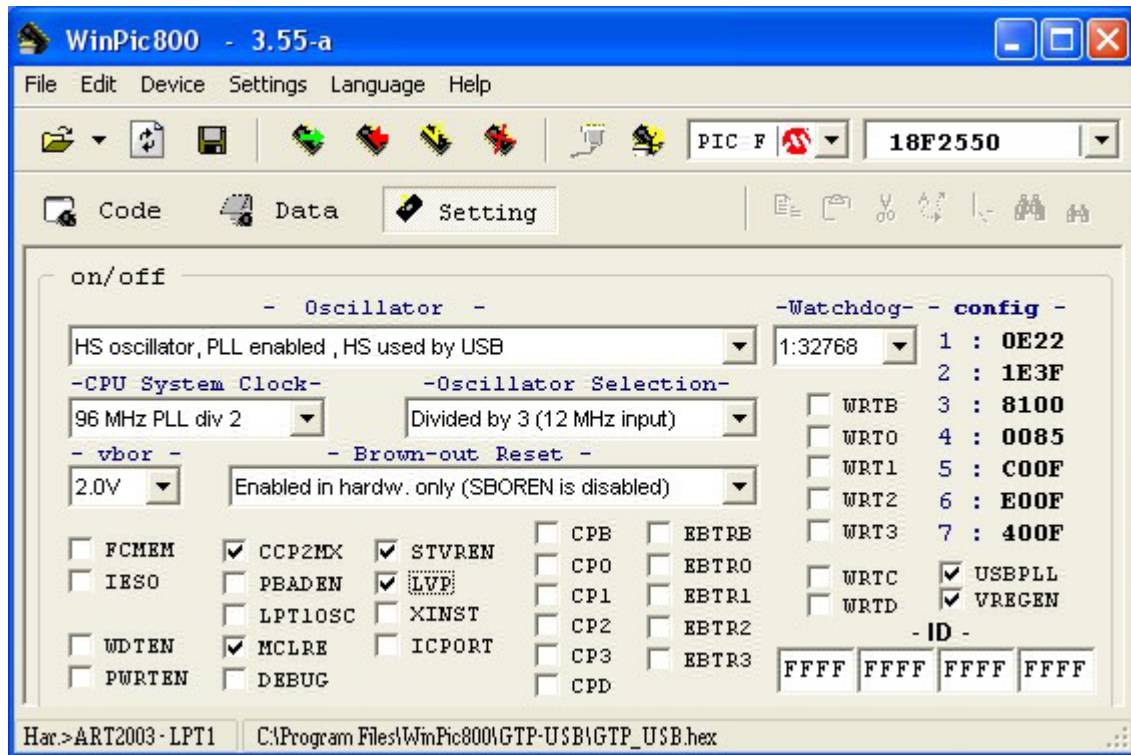 WinPic800 - 3.55-a
File Edit Device Settings Language Help
PIC F 18F2550
Code Data Setting
on/off
- Oscillator - -Watchdog- - config -
HS oscillator, PLL enabled , HS used by USB 1:32768 1 : 0E22
-CPU System Clock- -Oscillator Selection- 2 : 1E3F
96 MHz PLL div 2 Divided by 3 (12 MHz input) WRTB 3 : 8100
- vbor - - Brown-out Reset - WRT0 4 : 0085
2.0V Enabled in hardw. only (SBOREN is disabled) WRT1 5 : C00F
WRT2 6 : E00F
FCMEM CCP2MX STVREN CPB EBTRB WRT3 7 : 400F
IESO PBADEN LVP CP0 EBTR0 WRTC USBPLL
LPT1OSC XINST CP1 EBTR1 WRTD VREGEN
WDTEN MCLRE ICPORT CP2 EBTR2 - ID -
PWRTEN DEBUG CP3 EBTR3 FFFF FFFF FFFF FFFF
CPD
Har.>ART2003 - LPT1 C:\Program Files\WinPic800\GTP-USB\GTP_USB.hex